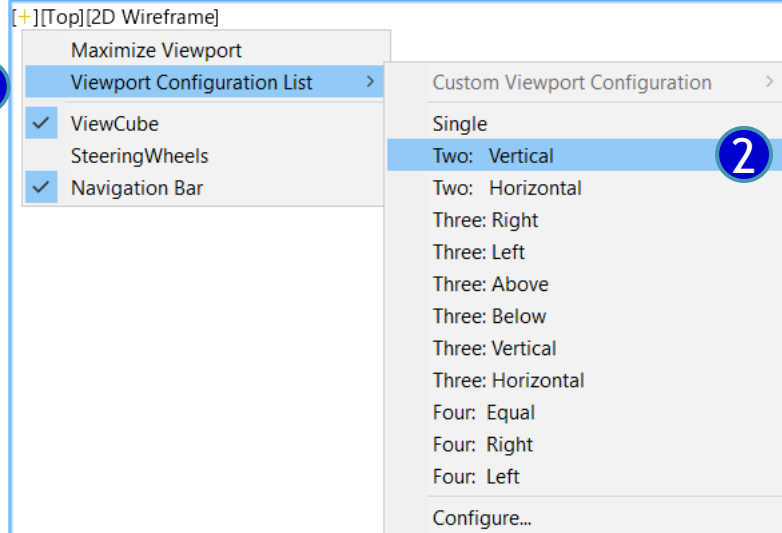 [+][Top][2D Wireframe]
Maximize Viewport
Viewport Configuration List >
ViewCube
SteeringWheels
Navigation Bar
Custom Viewport Configuration >
Single
Two: Vertical
2
Two: Horizontal
Three: Right
Three: Left
Three: Above
Three: Below
Three: Vertical
Three: Horizontal
Four: Equal
Four: Right
Four: Left
Configure...